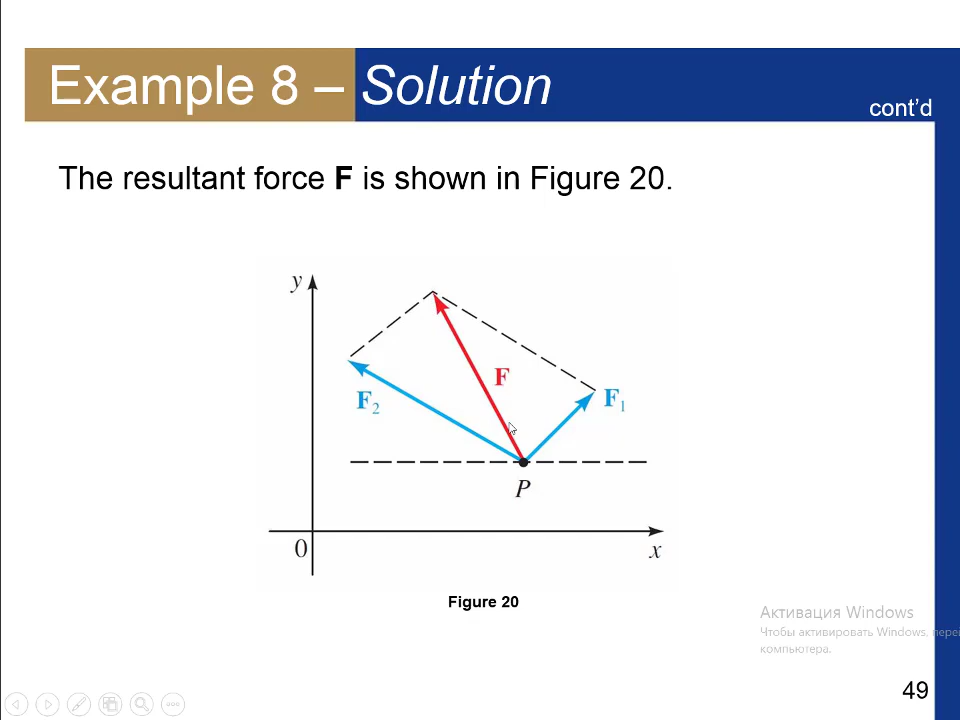 Example 8 – Solution
cont’d
The resultant force F is shown in Figure 20.
y
F
F₂
F₁
P
0
x
Figure 20
Активация Windows
Чтобы активировать Windows, пере
компьютера.
49